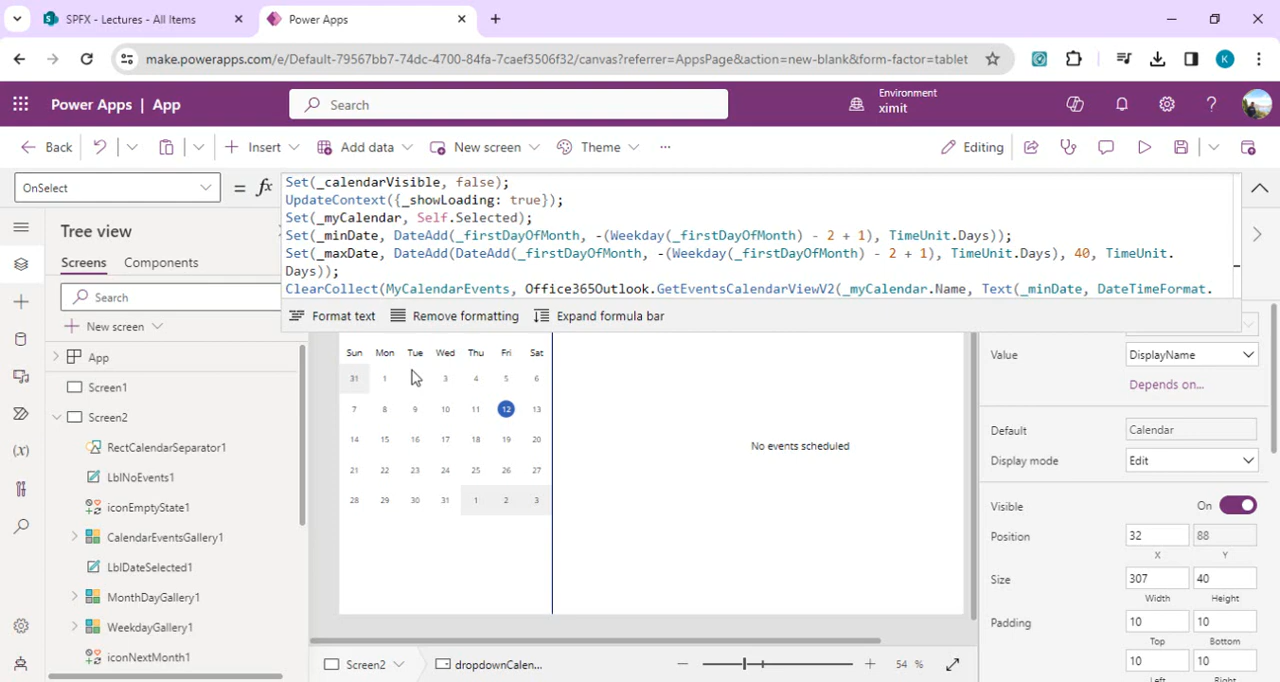 SPFX - Lectures - All Items
Power Apps
make.powerapps.com/e/Default-79567bb7-74dc-4700-84fa-7caef3506f32/canvas?referrer=AppsPage&action=new-blank&form-factor=tablet
K
Power Apps | App
Search
Environment
ximit
Back
Insert
Add data
New screen
Theme
Editing
OnSelect
= fx
Set(_calendarVisible, false);
UpdateContext({_showLoading: true});
Set(_myCalendar, Self.Selected);
Set(_minDate, DateAdd(_firstDayOfMonth, -(Weekday(_firstDayOfMonth) - 2 + 1), TimeUnit.Days));
Set(_maxDate, DateAdd(DateAdd(_firstDayOfMonth, -(Weekday(_firstDayOfMonth) - 2 + 1), TimeUnit.Days), 40, TimeUnit.
Days));
ClearCollect(MyCalendarEvents, Office365Outlook.GetEventsCalendarViewV2(_myCalendar.Name, Text(_minDate, DateTimeFormat.
Format text
Remove formatting
Expand formula bar
Tree view
Screens
Components
Search
New screen
App
Screen1
Screen2
RectCalendarSeparator1
LblNoEvents1
iconEmptyState1
CalendarEventsGallery1
LblDateSelected1
MonthDayGallery1
WeekdayGallery1
iconNextMonth1
Sun Mon Tue Wed Thu Fri Sat
31 1 2 3 4 5 6
7 8 9 10 11 12 13
14 15 16 17 18 19 20
21 22 23 24 25 26 27
28 29 30 31 1 2 3
No events scheduled
Value
DisplayName
Depends on...
Default
Calendar
Display mode
Edit
Visible
On
Position
32
88
X
Y
Size
307
40
Width
Height
Padding
10
10
Top
Bottom
10
10
Left
Right
Screen2
dropdownCalen...
54 %